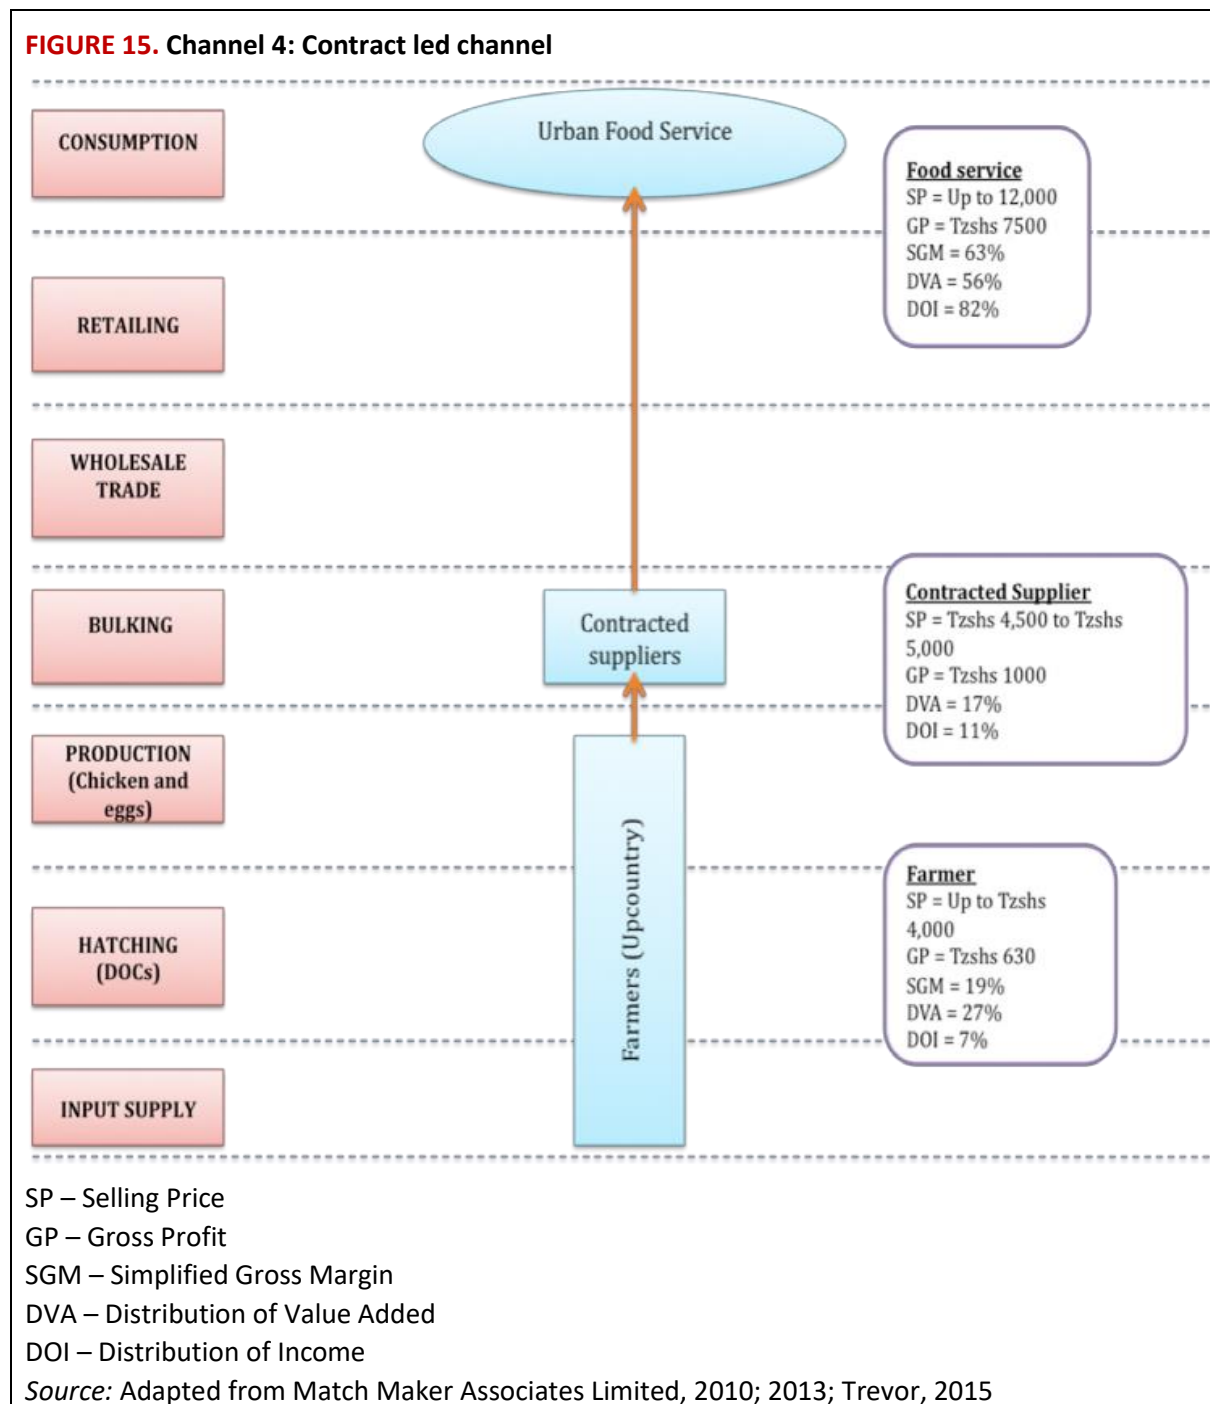 FIGURE 15. Channel 4: Contract led channel
CONSUMPTION
Urban Food Service
Food service
SP = Up to 12,000
GP = Tzshs 7500
SGM = 63%
DVA = 56%
DOI = 82%
RETAILING
WHOLESALE
TRADE
BULKING
Contracted
suppliers
Contracted Supplier
SP = Tzshs 4,500 to Tzshs
5,000
GP = Tzshs 1000
DVA = 17%
DOI = 11%
PRODUCTION
(Chicken and
eggs)
Farmers (Upcountry)
Farmer
SP = Up to Tzshs
4,000
GP = Tzshs 630
SGM = 19%
DVA = 27%
DOI = 7%
HATCHING
(DOCs)
INPUT SUPPLY
SP – Selling Price
GP – Gross Profit
SGM – Simplified Gross Margin
DVA – Distribution of Value Added
DOI – Distribution of Income
Source: Adapted from Match Maker Associates Limited, 2010; 2013; Trevor, 2015